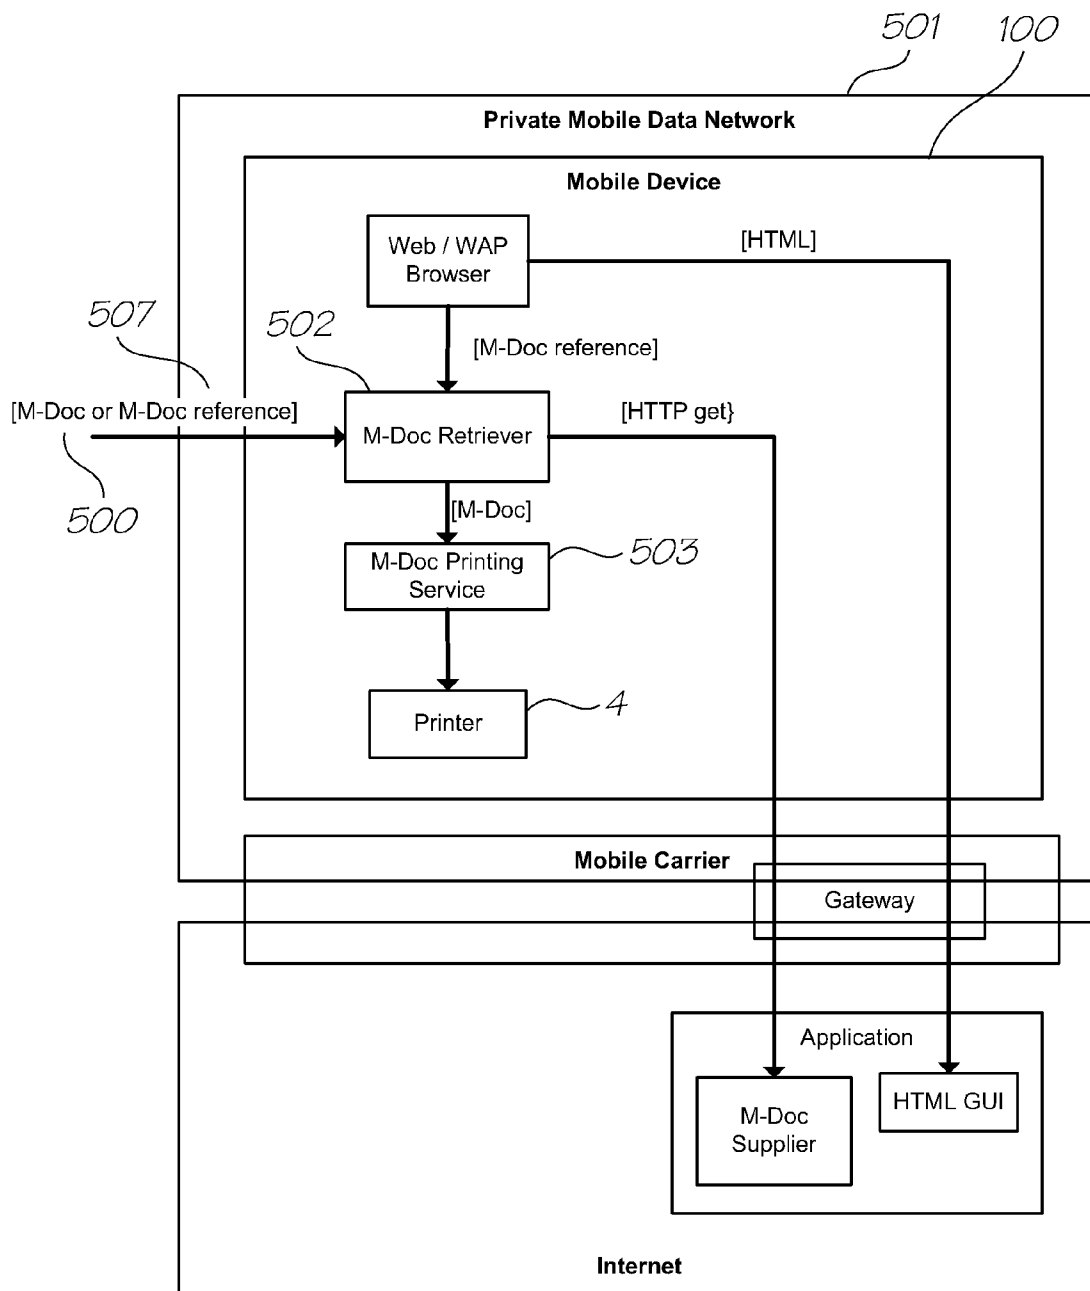 501
100
Private Mobile Data Network
Mobile Device
Web / WAP
Browser
[HTML]
507
502
[M-Doc reference]
[M-Doc or M-Doc reference]
M-Doc Retriever
[HTTP get}
500
[M-Doc]
503
M-Doc Printing
Service
4
Printer
Mobile Carrier
Gateway
Application
M-Doc
Supplier
HTML GUI
Internet